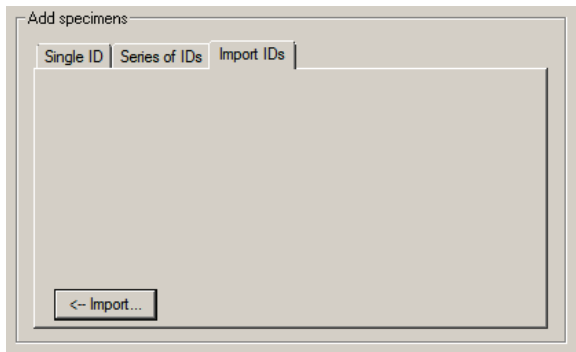 Add specimens
Single ID Series of IDs Import IDs
<-- Import...